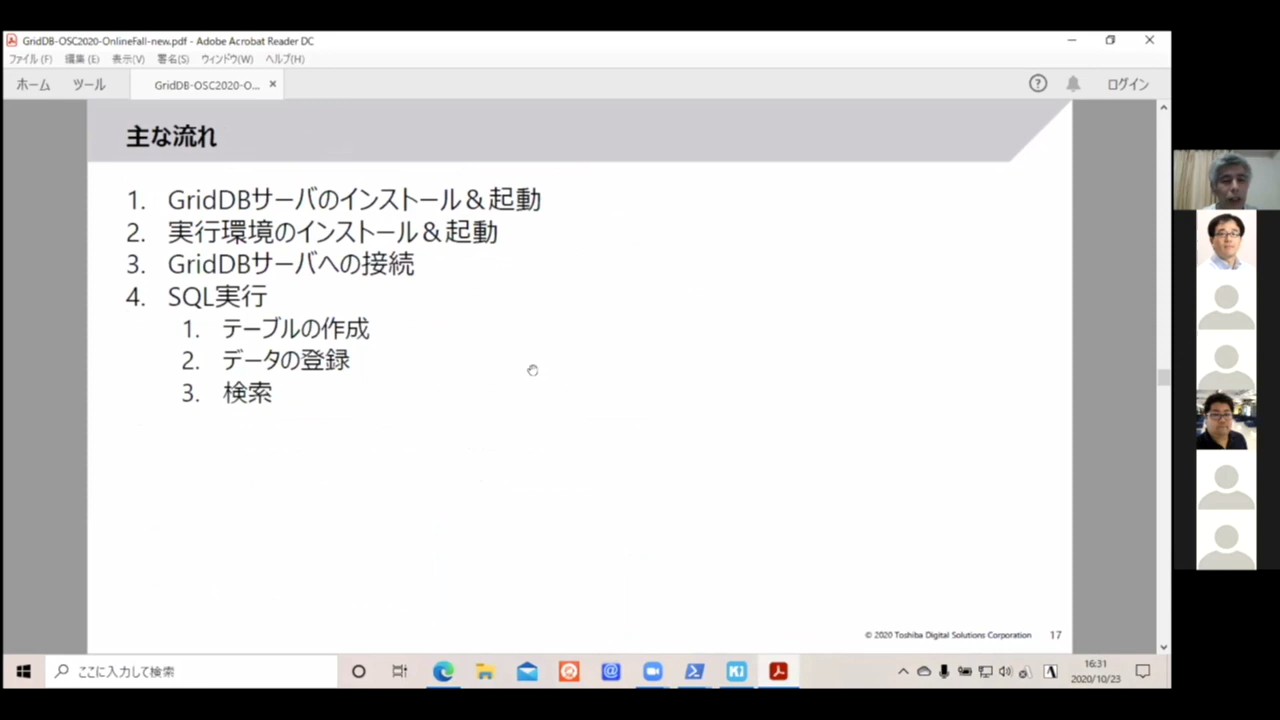 GridDB-OSC2020-OnlineFall-new.pdf - Adobe Acrobat Reader DC
ファイル(F) 編集(E) 表示(V) 署名(S) ウィンドウ(W) ヘルプ(H)
ホーム ツール GridDB-OSC2020-O... × ログイン
主な流れ
1. GridDBサーバのインストール＆起動
2. 実行環境のインストール＆起動
3. GridDBサーバへの接続
4. SQL実行
1. テーブルの作成
2. データの登録
3. 検索
© 2020 Toshiba Digital Solutions Corporation 17
ここに入力して検索
A 16:31
2020/10/23